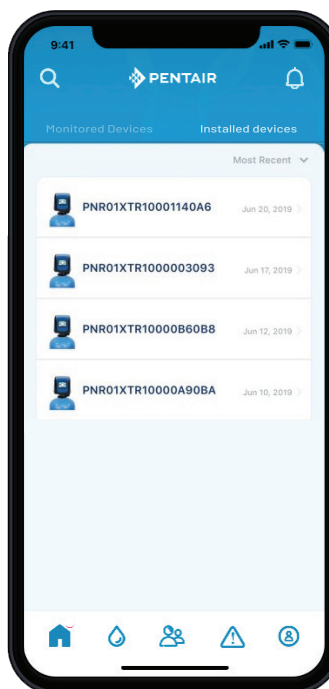 9:41
PENTAIR
Monitored Devices Installed devices
Most Recent
PNR01XTR10001140A6 Jun 20, 2019
PNR01XTR1000003093 Jun 17, 2019
PNR01XTR10000B60B8 Jun 12, 2019
PNR01XTR10000A90BA Jun 10, 2019